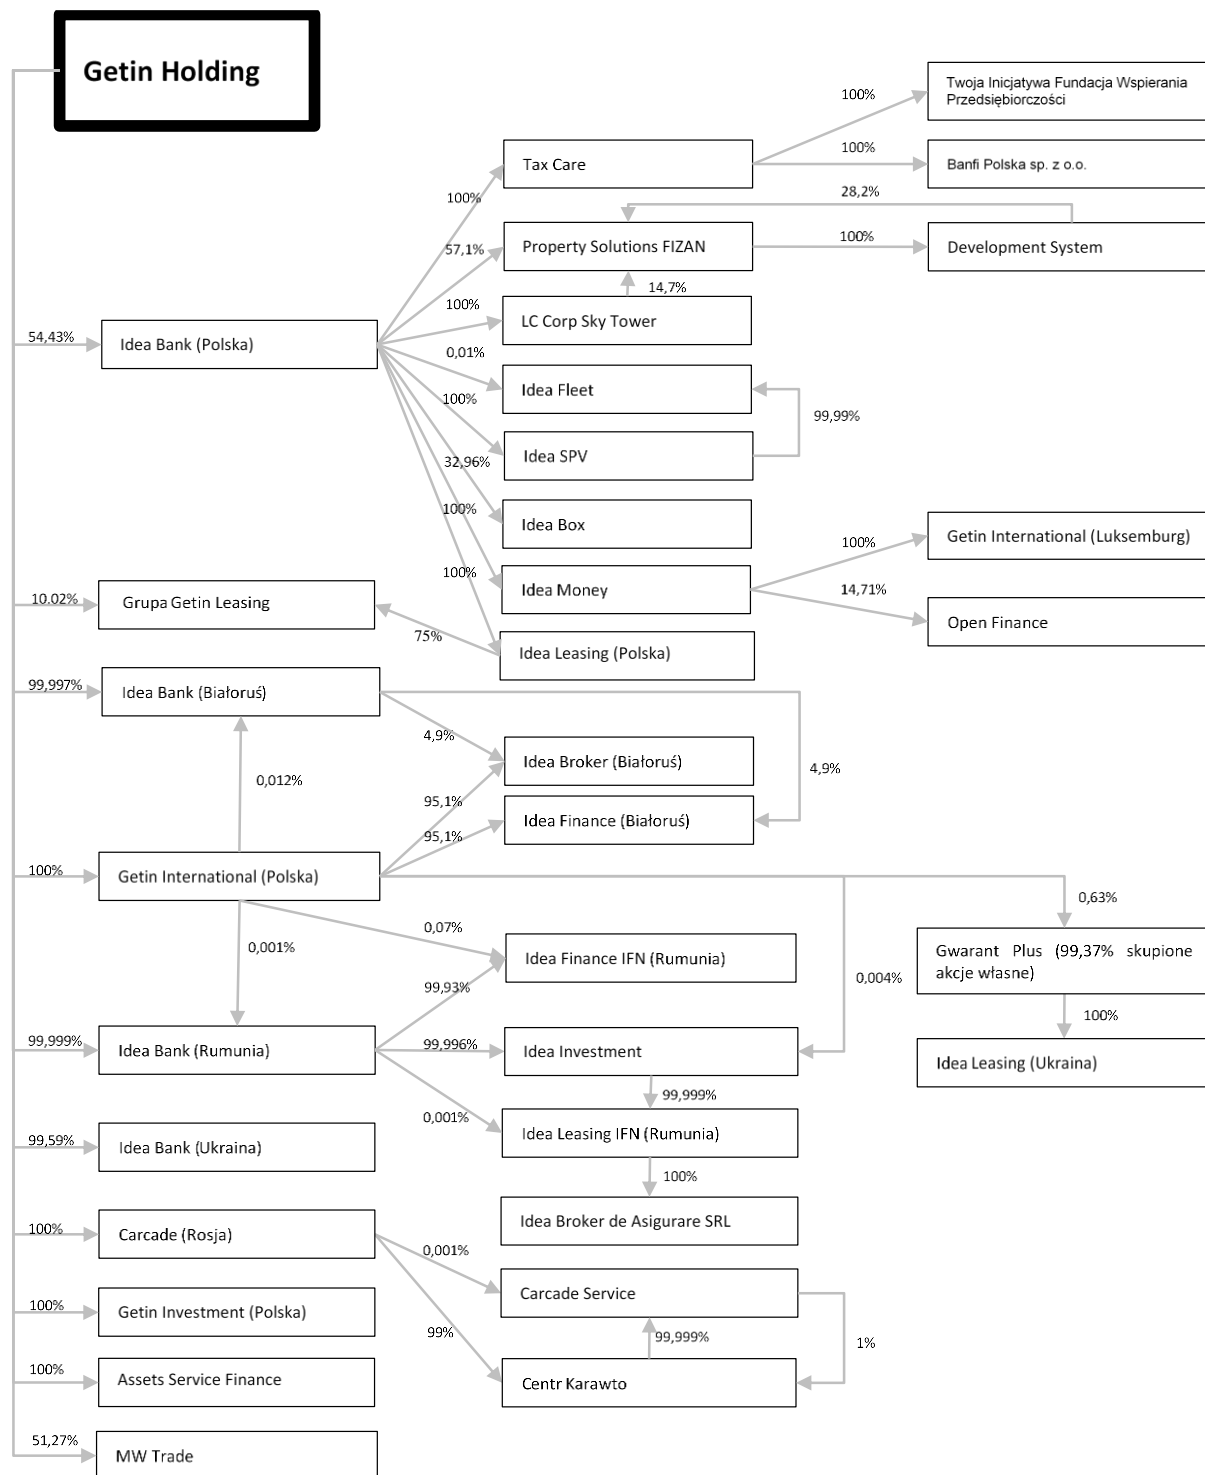 Getin Holding
Twoja Inicjatywa Fundacja Wspierania
Przedsiębiorczości
100%
Tax Care
100%
Banfi Polska sp. z o.o.
28,2%
100%
57,1%
Property Solutions FIZAN
100%
Development System
14,7%
100%
LC Corp Sky Tower
54,43%
Idea Bank (Polska)
0,01%
Idea Fleet
100%
99,99%
Idea SPV
32,96%
100%
Idea Box
Getin International (Luksemburg)
100%
100%
Idea Money
14,71%
10.02%
Grupa Getin Leasing
Open Finance
75%
Idea Leasing (Polska)
99,997%
Idea Bank (Białoruś)
4,9%
Idea Broker (Białoruś)
4,9%
0,012%
95,1%
Idea Finance (Białoruś)
95,1%
100%
Getin International (Polska)
0,63%
0,07%
0,001%
Idea Finance IFN (Rumunia)
Gwarant Plus (99,37% skupione
akcje własne)
0,004%
99,93%
100%
99,999%
Idea Bank (Rumunia)
99,996%
Idea Investment
Idea Leasing (Ukraina)
99,999%
0,001%
Idea Leasing IFN (Rumunia)
99,59%
Idea Bank (Ukraina)
100%
Idea Broker de Asigurare SRL
100%
Carcade (Rosja)
0,001%
Carcade Service
100%
Getin Investment (Polska)
99%
99,999%
1%
100%
Assets Service Finance
Centr Karawto
51,27%
MW Trade